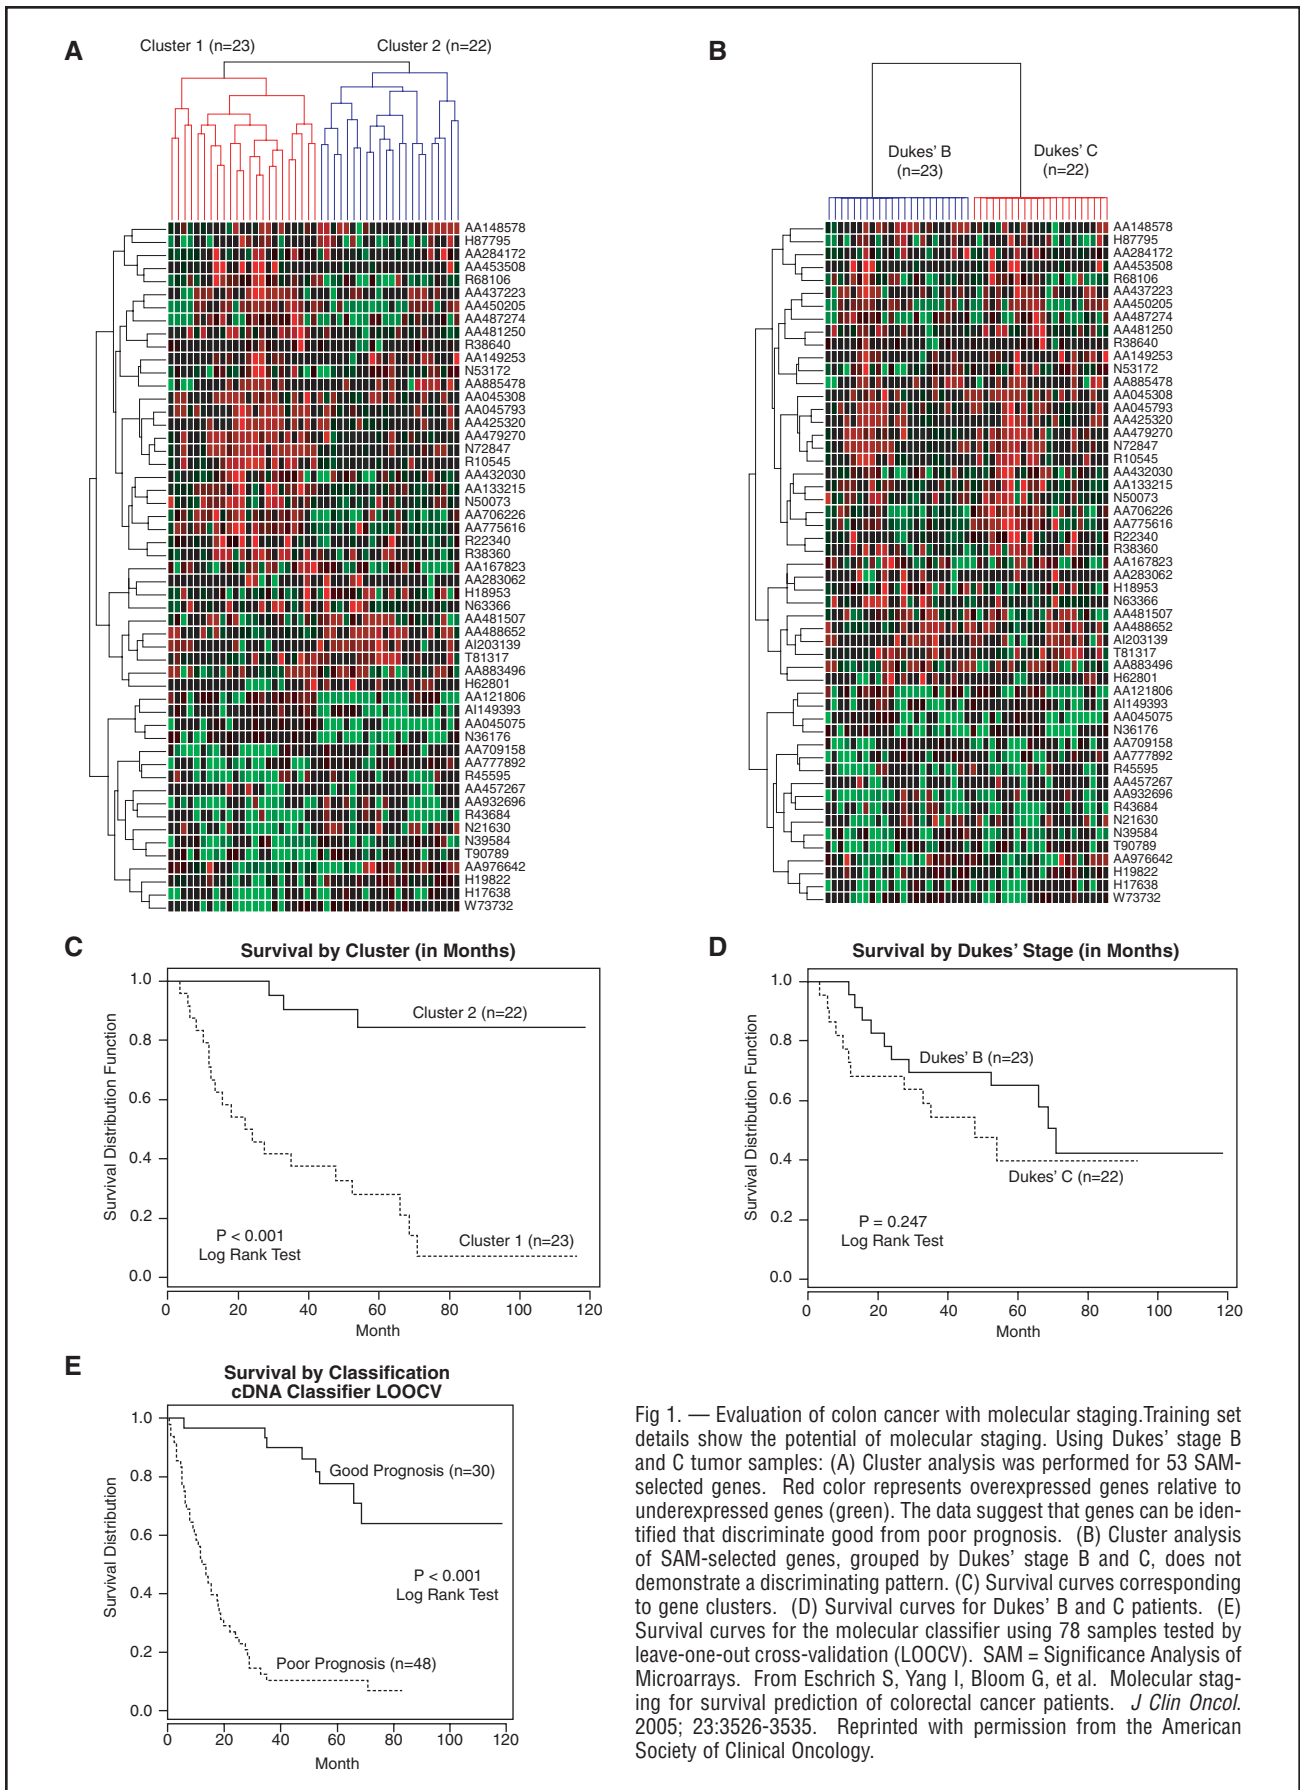 A
Cluster 1 (n=23)
Cluster 2 (n=22)
AA148578
H87795
AA284172
AA453508
R68106
AA437223
AA450205
AA487274
AA481250
R38640
AA149253
N53172
AA885478
AA045308
AA045793
AA425320
AA479270
N72847
R10545
AA432030
AA133215
N50073
AA706226
AA775616
R22340
R38360
AA167823
AA283062
H18953
N63366
AA481507
AA488652
AI203139
T81317
AA883496
H62801
AA121806
AI149393
AA045075
N36176
AA709158
AA777892
R45595
AA457267
AA932696
R43684
N21630
N39584
T90789
AA976642
H19822
H17638
W73732
B
Dukes' B
(n=23)
Dukes' C
(n=22)
AA148578
H87795
AA284172
AA453508
R68106
AA437223
AA450205
AA487274
AA481250
R38640
AA149253
N53172
AA885478
AA045308
AA045793
AA425320
AA479270
N72847
R10545
AA432030
AA133215
N50073
AA706226
AA775616
R22340
R38360
AA167823
AA283062
H18953
N63366
AA481507
AA488652
AI203139
T81317
AA883496
H62801
AA121806
AI149393
AA045075
N36176
AA709158
AA777892
R45595
AA457267
AA932696
R43684
N21630
N39584
T90789
AA976642
H19822
H17638
W73732
C
Survival by Cluster (in Months)
Survival Distribution Function
1.0
0.8
0.6
0.4
0.2
0.0
Cluster 2 (n=22)
P < 0.001
Log Rank Test
Cluster 1 (n=23)
0 20 40 60 80 100 120
Month
D
Survival by Dukes' Stage (in Months)
Survival Distribution Function
1.0
0.8
0.6
0.4
0.2
0.0
Dukes' B (n=23)
Dukes' C (n=22)
P = 0.247
Log Rank Test
0 20 40 60 80 100 120
Month
E
Survival by Classification
cDNA Classifier LOOCV
Survival Distribution
1.0
0.8
0.6
0.4
0.2
0.0
Good Prognosis (n=30)
P < 0.001
Log Rank Test
Poor Prognosis (n=48)
0 20 40 60 80 100 120
Month
Fig 1. — Evaluation of colon cancer with molecular staging.Training set
details show the potential of molecular staging. Using Dukes' stage B
and C tumor samples: (A) Cluster analysis was performed for 53 SAM-
selected genes. Red color represents overexpressed genes relative to
underexpressed genes (green). The data suggest that genes can be iden-
tified that discriminate good from poor prognosis. (B) Cluster analysis
of SAM-selected genes, grouped by Dukes' stage B and C, does not
demonstrate a discriminating pattern. (C) Survival curves corresponding
to gene clusters. (D) Survival curves for Dukes' B and C patients. (E)
Survival curves for the molecular classifier using 78 samples tested by
leave-one-out cross-validation (LOOCV). SAM = Significance Analysis of
Microarrays. From Eschrich S, Yang I, Bloom G, et al. Molecular stag-
ing for survival prediction of colorectal cancer patients. J Clin Oncol.
2005; 23:3526-3535. Reprinted with permission from the American
Society of Clinical Oncology.